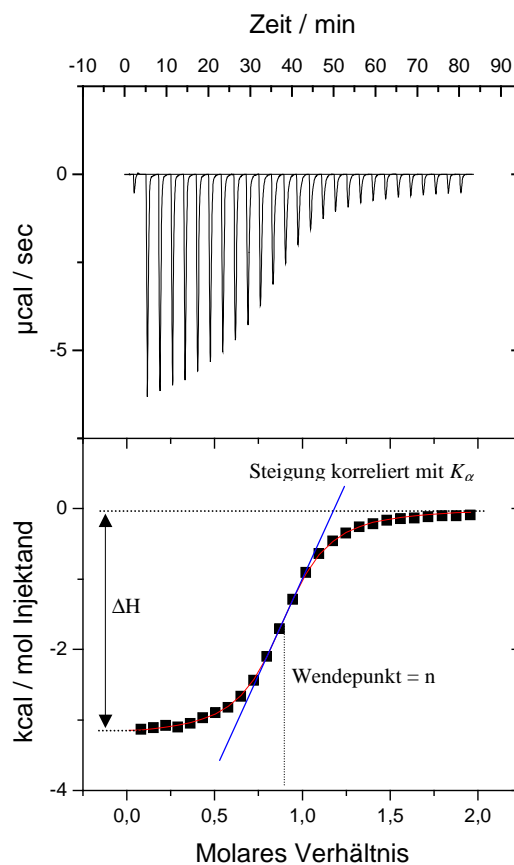 Zeit / min
-10 0 10 20 30 40 50 60 70 80 90
0
-5
µcal / sec
Steigung korreliert mit Kα
0
ΔH
-2
Wendepunkt = n
-4
kcal / mol Injektand
0,0 0,5 1,0 1,5 2,0
Molares Verhältnis